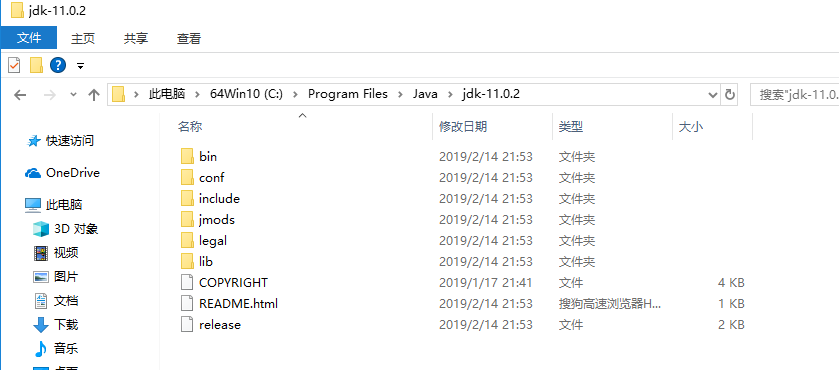 jdk-11.0.2
文件 主页 共享 查看
此电脑 64Win10 (C:) Program Files Java jdk-11.0.2 搜索"jdk-11.0.
名称 修改日期 类型 大小
快速访问
OneDrive
此电脑
3D 对象
视频
图片
文档
下载
音乐
bin 2019/2/14 21:53 文件夹
conf 2019/2/14 21:53 文件夹
include 2019/2/14 21:53 文件夹
jmods 2019/2/14 21:53 文件夹
legal 2019/2/14 21:53 文件夹
lib 2019/2/14 21:53 文件夹
COPYRIGHT 2019/1/17 21:41 文件 4 KB
README.html 2019/2/14 21:53 搜狗高速浏览器H... 1 KB
release 2019/2/14 21:53 文件 2 KB